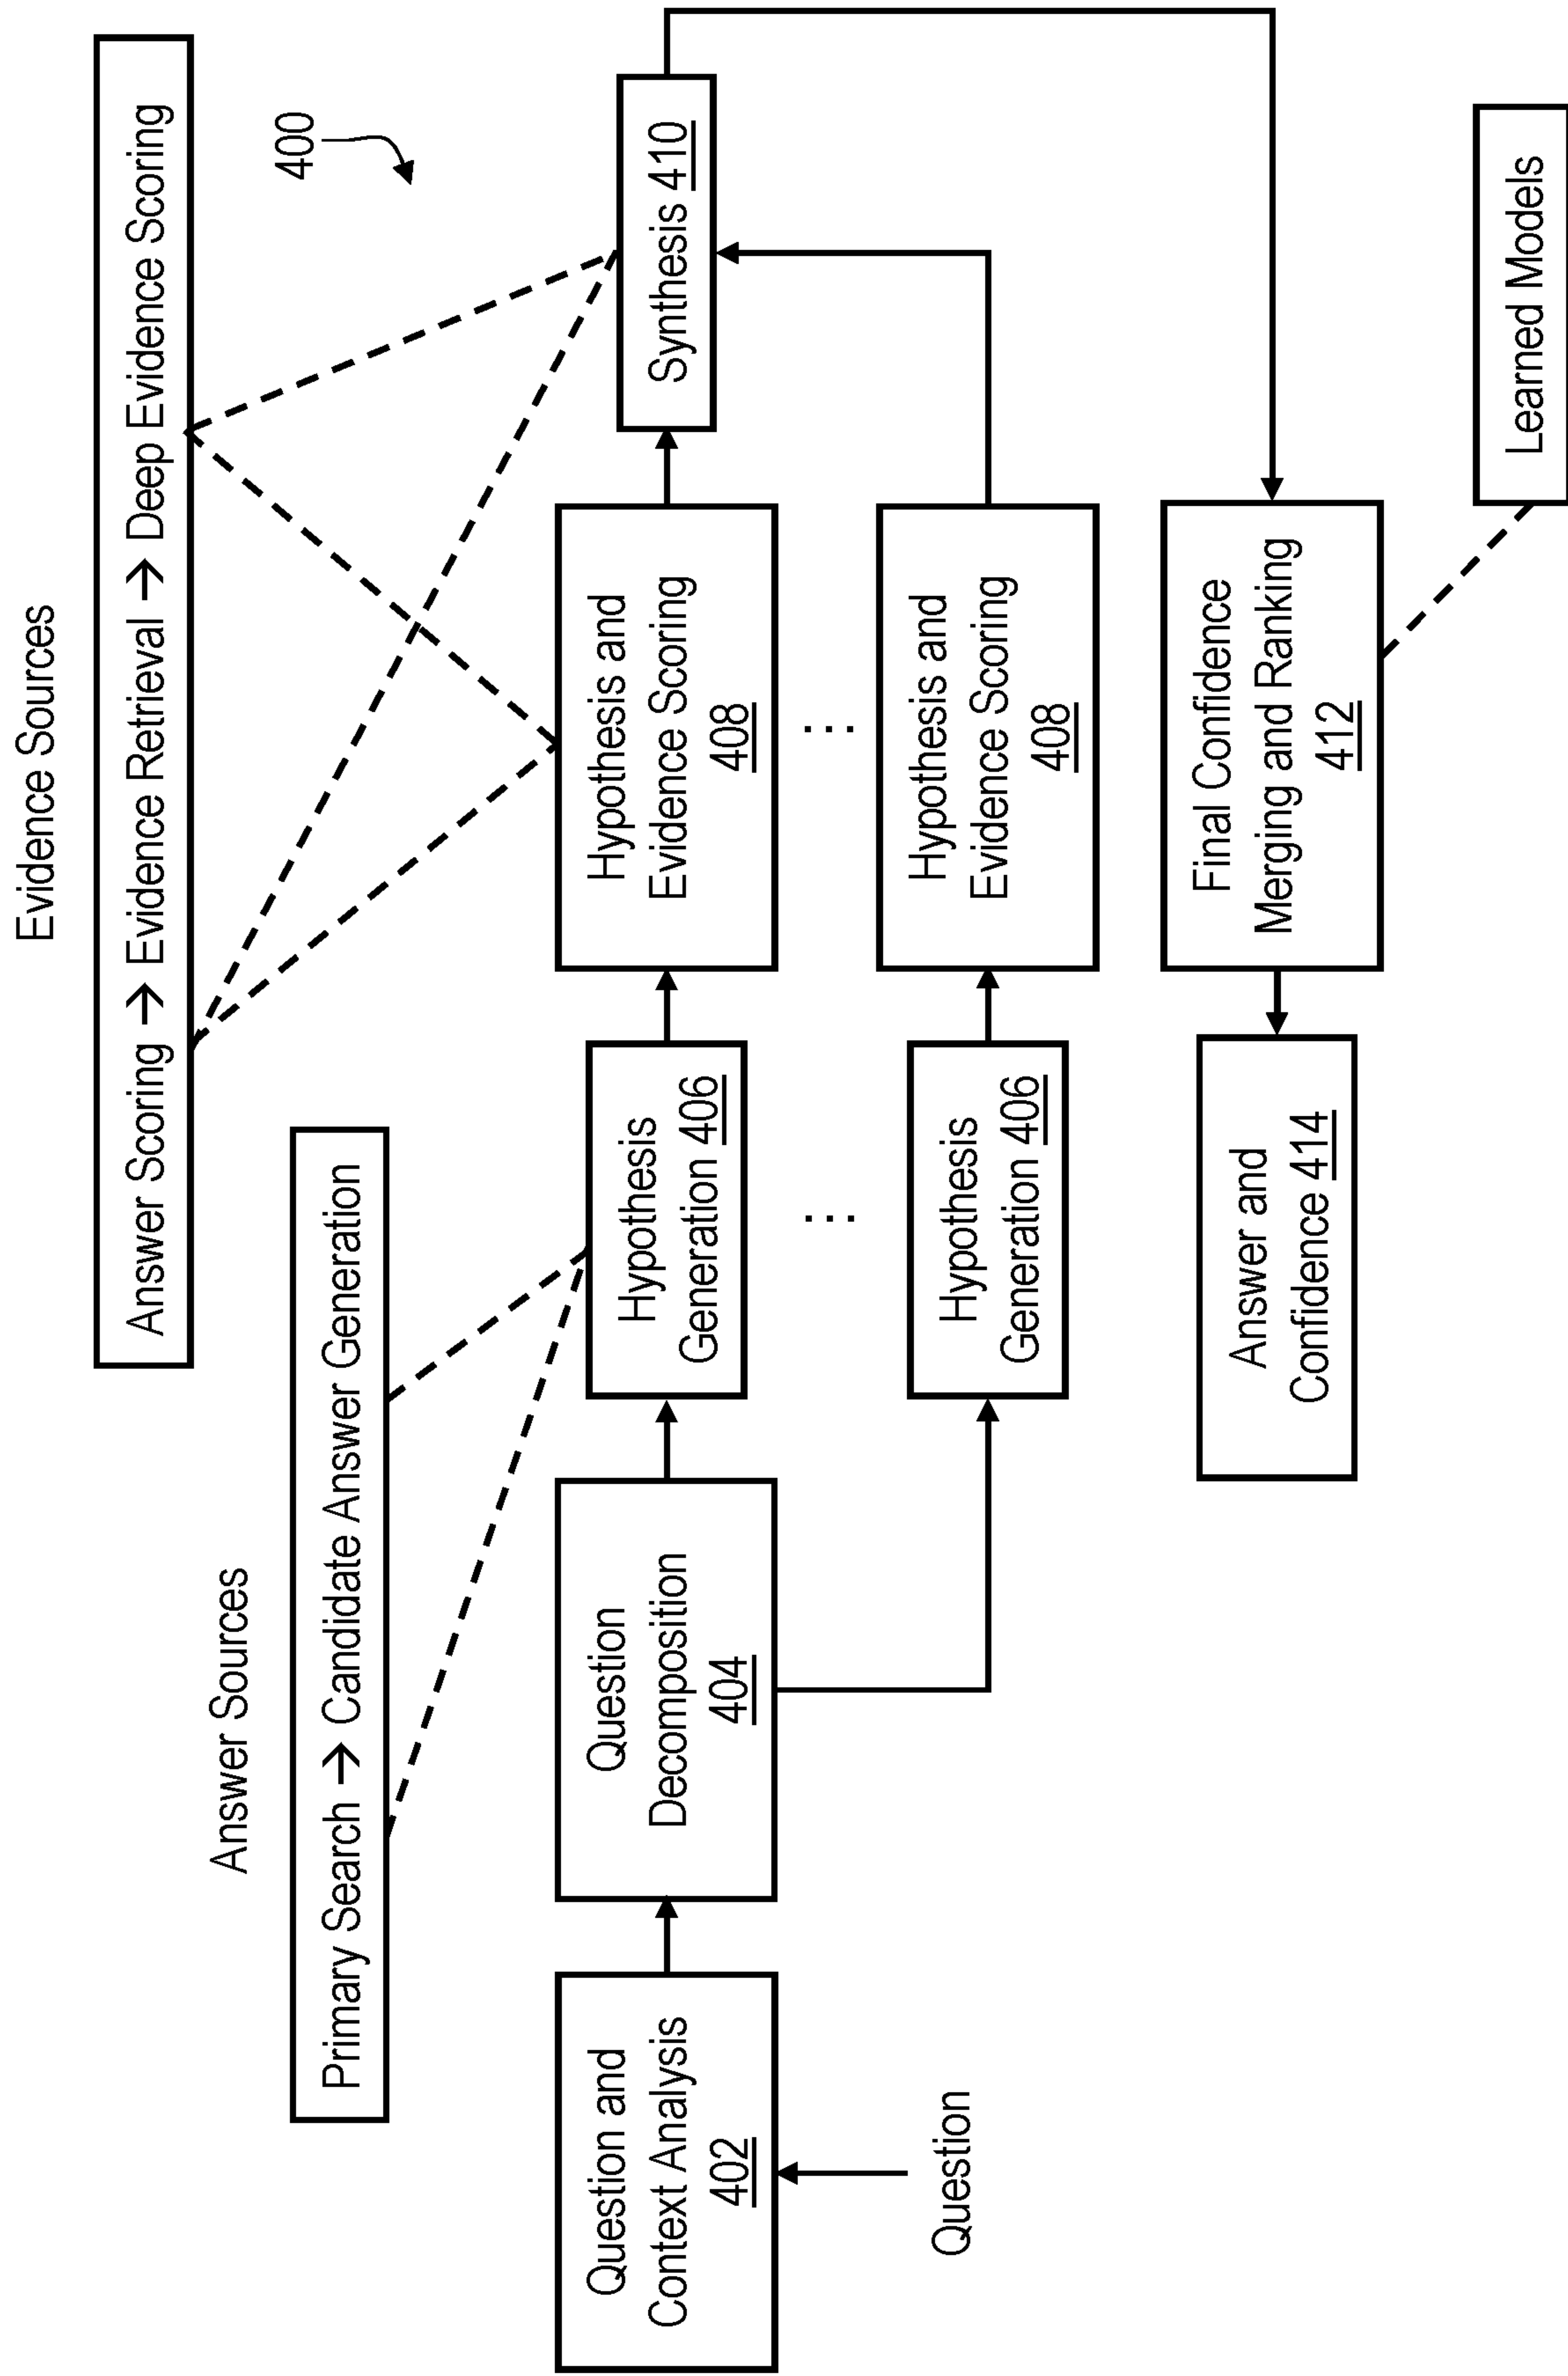 Evidence Sources
Answer Scoring → Evidence Retrieval → Deep Evidence Scoring
400
Answer Sources
Primary Search → Candidate Answer Generation
Question and
Context Analysis
402
Question
Question
Decomposition
404
Hypothesis
Generation 406
Hypothesis and
Evidence Scoring
408
Synthesis 410
...
...
Hypothesis
Generation 406
Hypothesis and
Evidence Scoring
408
Answer and
Confidence 414
Final Confidence
Merging and Ranking
412
Learned Models